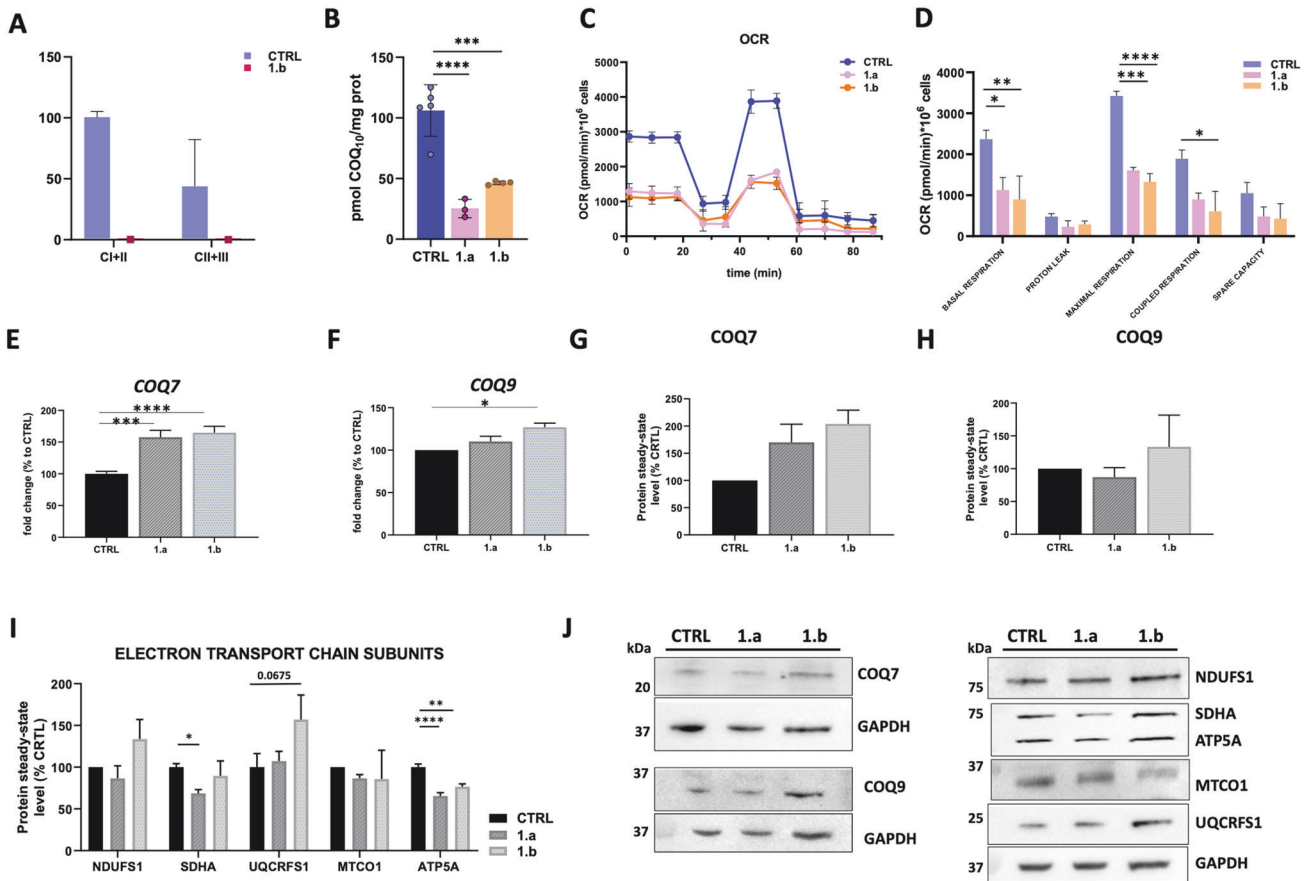 A
CTRL
1.b
150
100
50
0
CI+II
CII+III
B
***
****
pmol COQ10/mg prot
150
100
50
0
CTRL 1.a 1.b
C
OCR
CTRL
1.a
1.b
OCR (pmol/min)*10⁶ cells
5000
4000
3000
2000
1000
0
0 20 40 60 80
time (min)
D
CTRL
1.a
1.b
**
*
****
***
*
OCR (pmol/min)*10⁶ cells
4000
3000
2000
1000
0
BASAL RESPIRATION
PROTON LEAK
MAXIMAL RESPIRATION
COUPLED RESPIRATION
SPARE CAPACITY
E
COQ7
****
***
fold change (% to CTRL)
200
150
100
50
0
CTRL 1.a 1.b
F
COQ9
*
fold change (% to CTRL)
150
100
50
0
CTRL 1.a 1.b
G
COQ7
Protein steady-state
level (% CRTL)
250
200
150
100
50
0
CTRL 1.a 1.b
H
COQ9
Protein steady-state
level (% CRTL)
200
150
100
50
0
CTRL 1.a 1.b
I
ELECTRON TRANSPORT CHAIN SUBUNITS
0.0675
*
**
****
Protein steady-state
level (% CRTL)
200
150
100
50
0
NDUFS1 SDHA UQCRFS1 MTCO1 ATP5A
CTRL
1.a
1.b
J
kDa CTRL 1.a 1.b
20 COQ7
37 GAPDH
37 COQ9
37 GAPDH
kDa CTRL 1.a 1.b
75 NDUFS1
75 SDHA
ATP5A
37 MTCO1
25 UQCRFS1
37 GAPDH